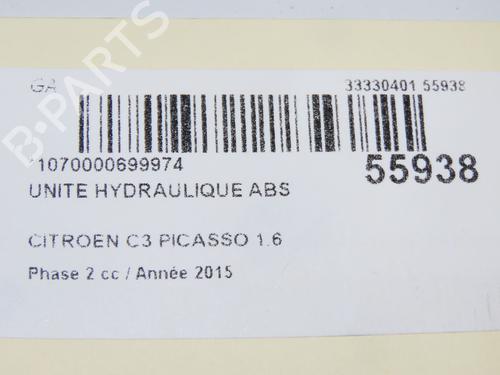 GA 33330401 55938
1070000699974 55938
UNITE HYDRAULIQUE ABS
CITROEN C3 PICASSO 1.6
Phase 2 cc / Année 2015
B-PARTS